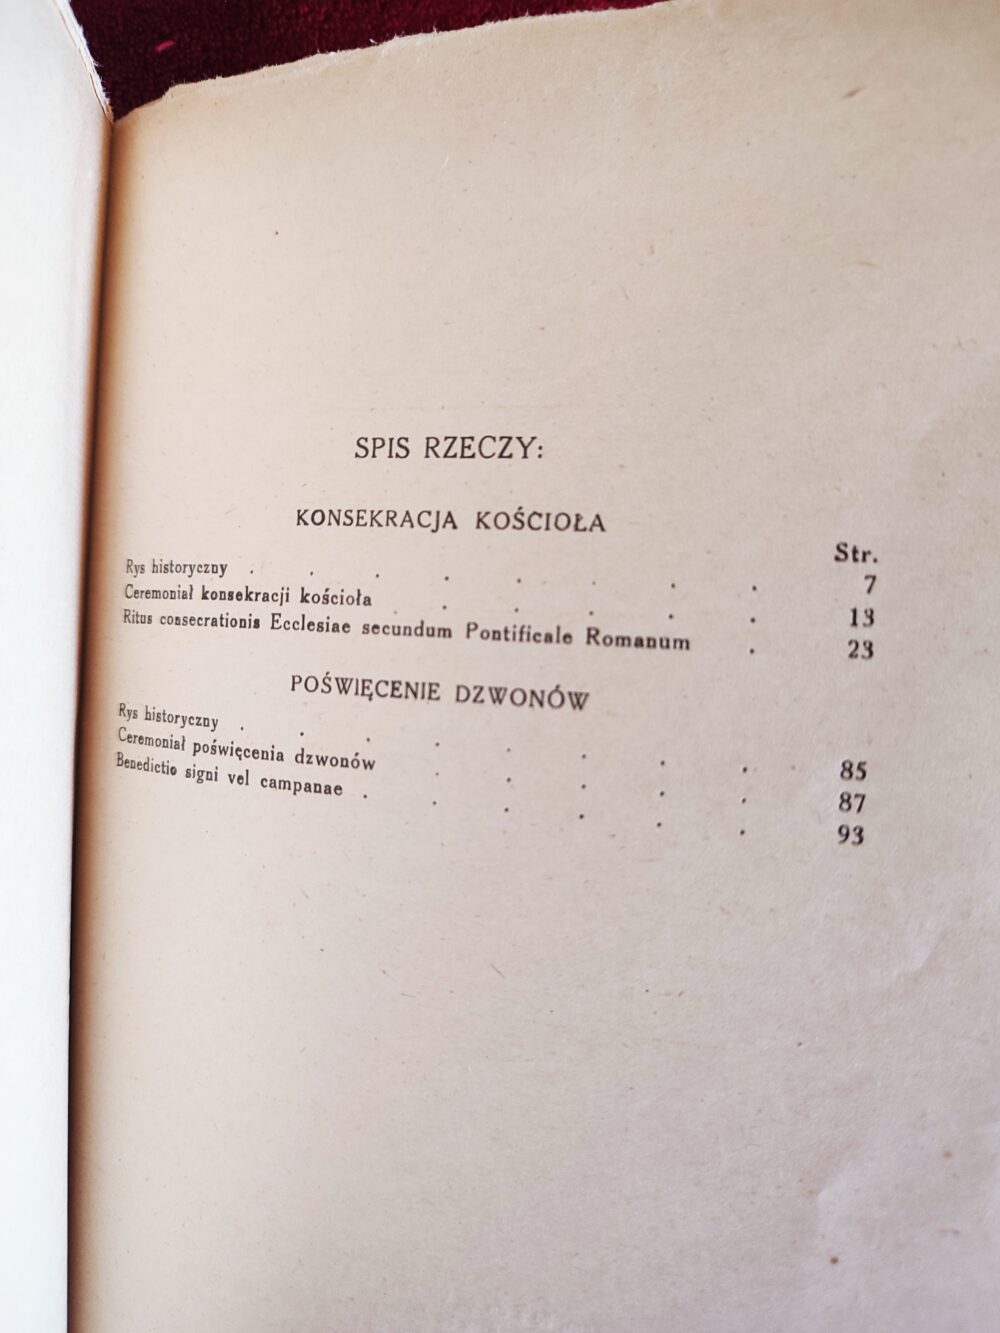 SPIS RZECZY:
KONSEKRACJA KOŚCIOŁA
Str.
Rys historyczny . . . . . . . . 7
Ceremoniał konsekracji kościoła . . . . . . 13
Ritus consecrationis Ecclesiae secundum Pontificale Romanum . 23
POŚWIĘCENIE DZWONÓW
Rys historyczny . . . . . . . . 85
Ceremoniał poświęcenia dzwonów . . . . . 87
Benedictio signi vel campanae . . . . . . 93